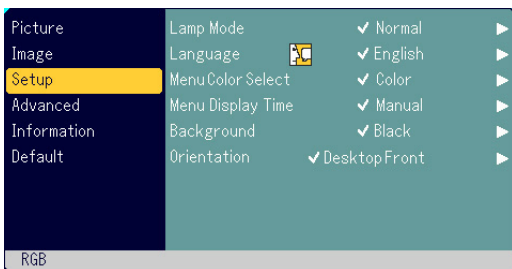 Picture
Image
Setup
Advanced
Information
Default
Lamp Mode ✓ Normal
Language ✓ English
Menu Color Select ✓ Color
Menu Display Time ✓ Manual
Background ✓ Black
Orientation ✓ Desktop Front
RGB